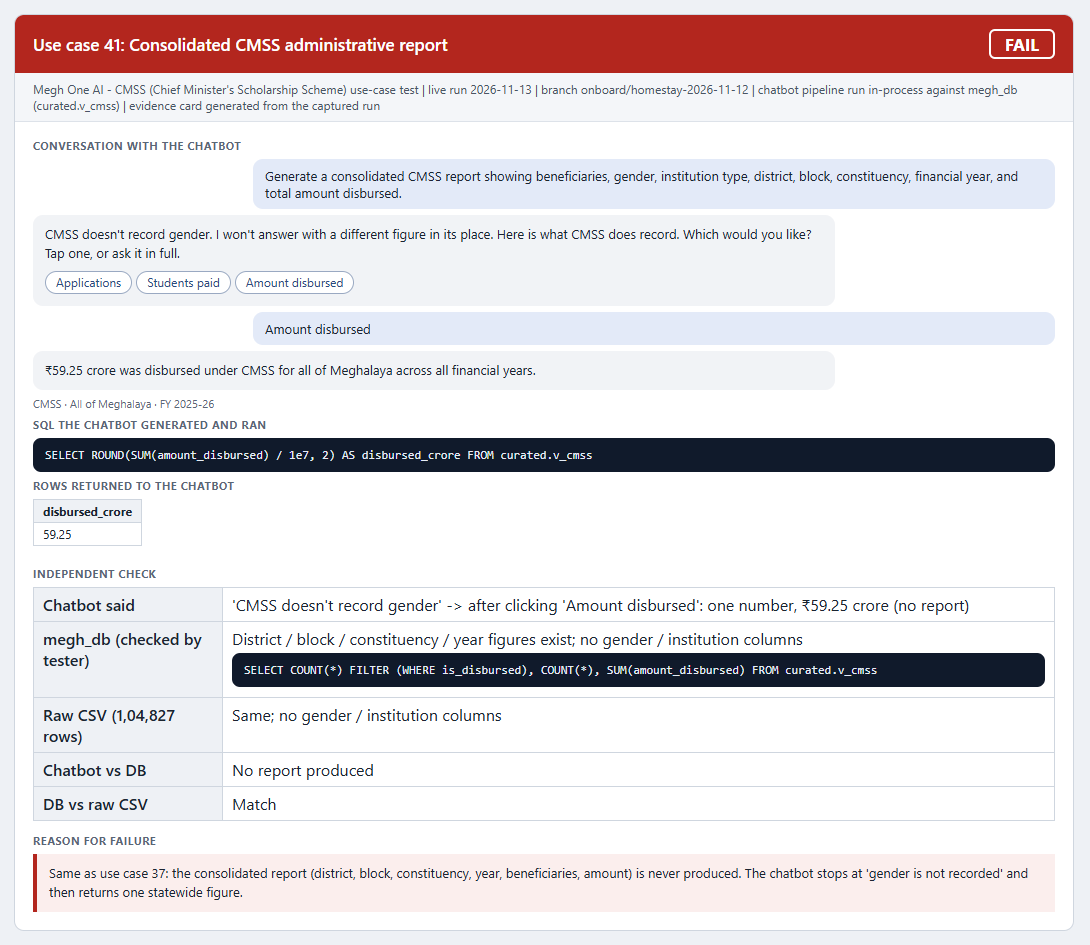 Use case 41: Consolidated CMSS administrative report
FAIL
Megh One AI - CMSS (Chief Minister's Scholarship Scheme) use-case test | live run 2026-11-13 | branch onboard/homestay-2026-11-12 | chatbot pipeline run in-process against megh_db
(curated.v_cmss) | evidence card generated from the captured run
CONVERSATION WITH THE CHATBOT
Generate a consolidated CMSS report showing beneficiaries, gender, institution type, district, block, constituency, financial year, and
total amount disbursed.
CMSS doesn't record gender. I won't answer with a different figure in its place. Here is what CMSS does record. Which would you like?
Tap one, or ask it in full.
Applications
Students paid
Amount disbursed
Amount disbursed
₹59.25 crore was disbursed under CMSS for all of Meghalaya across all financial years.
CMSS · All of Meghalaya · FY 2025-26
SQL THE CHATBOT GENERATED AND RAN
SELECT ROUND(SUM(amount_disbursed) / 1e7, 2) AS disbursed_crore FROM curated.v_cmss
ROWS RETURNED TO THE CHATBOT
disbursed_crore
59.25
INDEPENDENT CHECK
Chatbot said
'CMSS doesn't record gender' -> after clicking 'Amount disbursed': one number, ₹59.25 crore (no report)
megh_db (checked by
tester)
District / block / constituency / year figures exist; no gender / institution columns
SELECT COUNT(*) FILTER (WHERE is_disbursed), COUNT(*), SUM(amount_disbursed) FROM curated.v_cmss
Raw CSV (1,04,827
rows)
Same; no gender / institution columns
Chatbot vs DB
No report produced
DB vs raw CSV
Match
REASON FOR FAILURE
Same as use case 37: the consolidated report (district, block, constituency, year, beneficiaries, amount) is never produced. The chatbot stops at 'gender is not recorded' and
then returns one statewide figure.